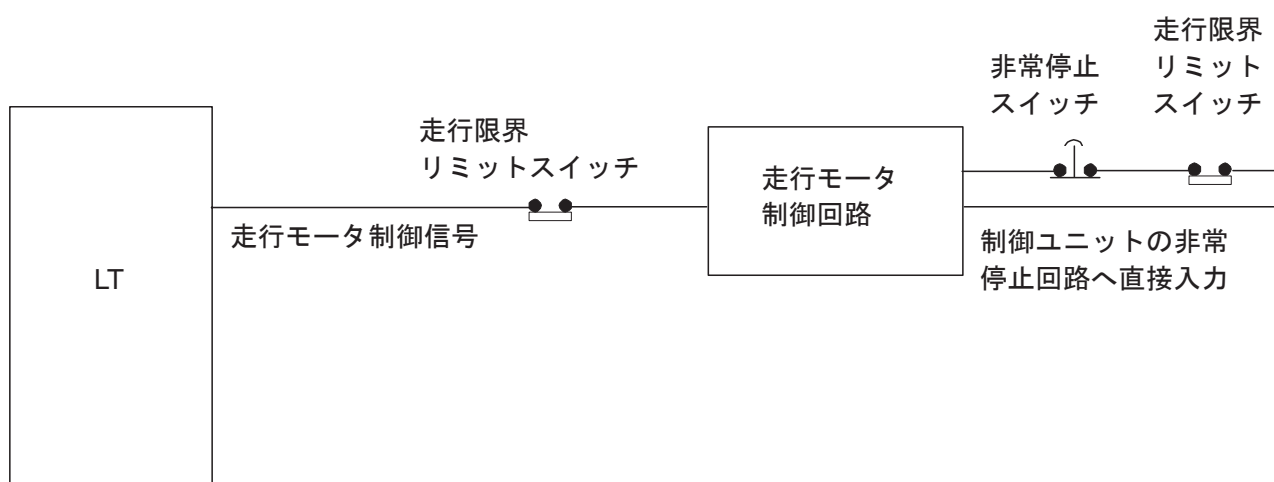 走行限界
リミット
スイッチ
非常停止
スイッチ
走行限界
リミットスイッチ
走行モータ
制御回路
走行モータ制御信号
制御ユニットの非常
停止回路へ直接入力
LT